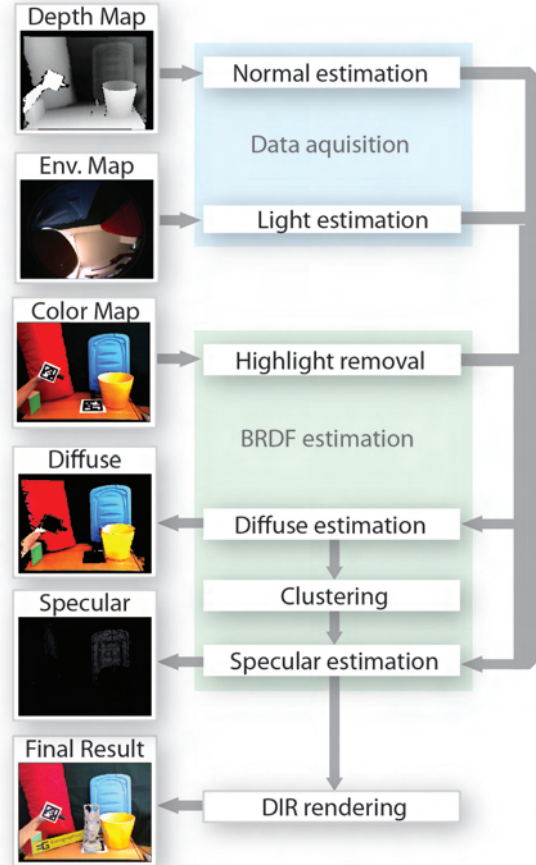 Depth Map
Normal estimation
Data aquisition
Env. Map
Light estimation
Color Map
Highlight removal
BRDF estimation
Diffuse
Diffuse estimation
Clustering
Specular
Specular estimation
Final Result
DIR rendering